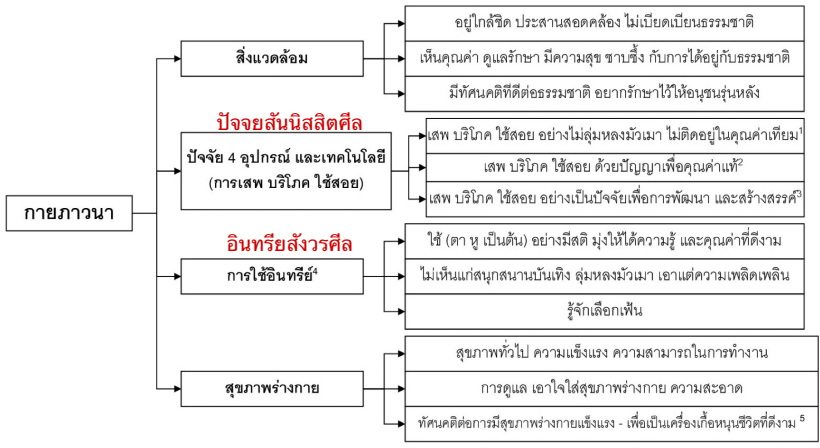 กายภาวนา
สิ่งแวดล้อม
อยู่ใกล้ชิด ประสานสอดคล้อง ไม่เบียดเบียนธรรมชาติ
เห็นคุณค่า ดูแลรักษา มีความสุข ซาบซึ้ง กับการได้อยู่กับธรรมชาติ
มีทัศนคติที่ดีต่อธรรมชาติ อยากรักษาไว้ให้อนุชนรุ่นหลัง
ปัจจยสันนิสสิตศีล
ปัจจัย 4 อุปกรณ์ และเทคโนโลยี
(การเสพ บริโภค ใช้สอย)
เสพ บริโภค ใช้สอย อย่างไม่ลุ่มหลงมัวเมา ไม่ติดอยู่ในคุณค่าเทียม¹
เสพ บริโภค ใช้สอย ด้วยปัญญาเพื่อคุณค่าแท้²
เสพ บริโภค ใช้สอย อย่างเป็นปัจจัยเพื่อการพัฒนา และสร้างสรรค์³
อินทรียสังวรศีล
การใช้อินทรีย์⁴
ใช้ (ตา หู เป็นต้น) อย่างมีสติ มุ่งให้ได้ความรู้ และคุณค่าที่ดีงาม
ไม่เห็นแก่สนุกสนานบันเทิง ลุ่มหลงมัวเมา เอาแต่ความเพลิดเพลิน
รู้จักเลือกเฟ้น
สุขภาพร่างกาย
สุขภาพทั่วไป ความแข็งแรง ความสามารถในการทำงาน
การดูแล เอาใจใส่สุขภาพร่างกาย ความสะอาด
ทัศนคติต่อการมีสุขภาพร่างกายแข็งแรง - เพื่อเป็นเครื่องเกื้อหนุนชีวิตที่ดีงาม ⁵